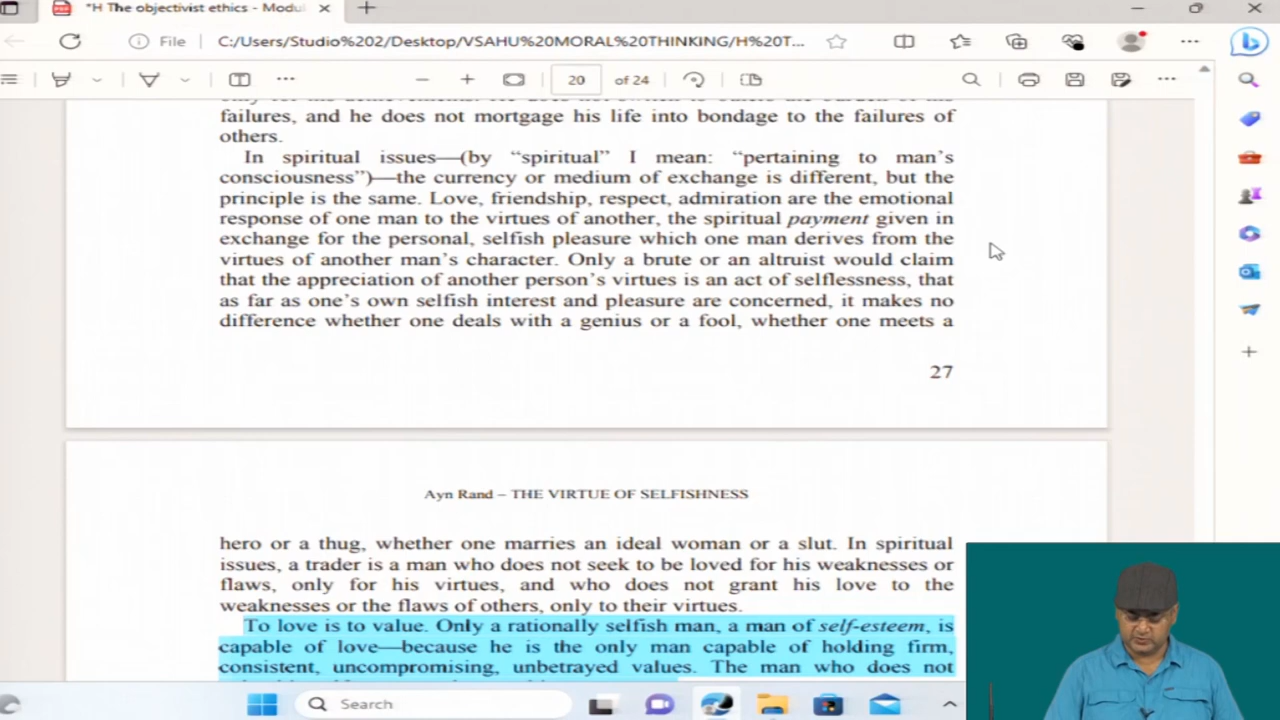 "H The objectivist ethics - Modu
File
C:/Users/Studio%202/Desktop/VSAHU%20MORAL%20THINKING/H%20T...
20 of 24
failures, and he does not mortgage his life into bondage to the failures of
others.
In spiritual issues—(by “spiritual” I mean: “pertaining to man’s
consciousness”)—the currency or medium of exchange is different, but the
principle is the same. Love, friendship, respect, admiration are the emotional
response of one man to the virtues of another, the spiritual payment given in
exchange for the personal, selfish pleasure which one man derives from the
virtues of another man’s character. Only a brute or an altruist would claim
that the appreciation of another person’s virtues is an act of selflessness, that
as far as one’s own selfish interest and pleasure are concerned, it makes no
difference whether one deals with a genius or a fool, whether one meets a
27
Ayn Rand – THE VIRTUE OF SELFISHNESS
hero or a thug, whether one marries an ideal woman or a slut. In spiritual
issues, a trader is a man who does not seek to be loved for his weaknesses or
flaws, only for his virtues, and who does not grant his love to the
weaknesses or the flaws of others, only to their virtues.
To love is to value. Only a rationally selfish man, a man of self-esteem, is
capable of love—because he is the only man capable of holding firm,
consistent, uncompromising, unbetrayed values. The man who does not
Search